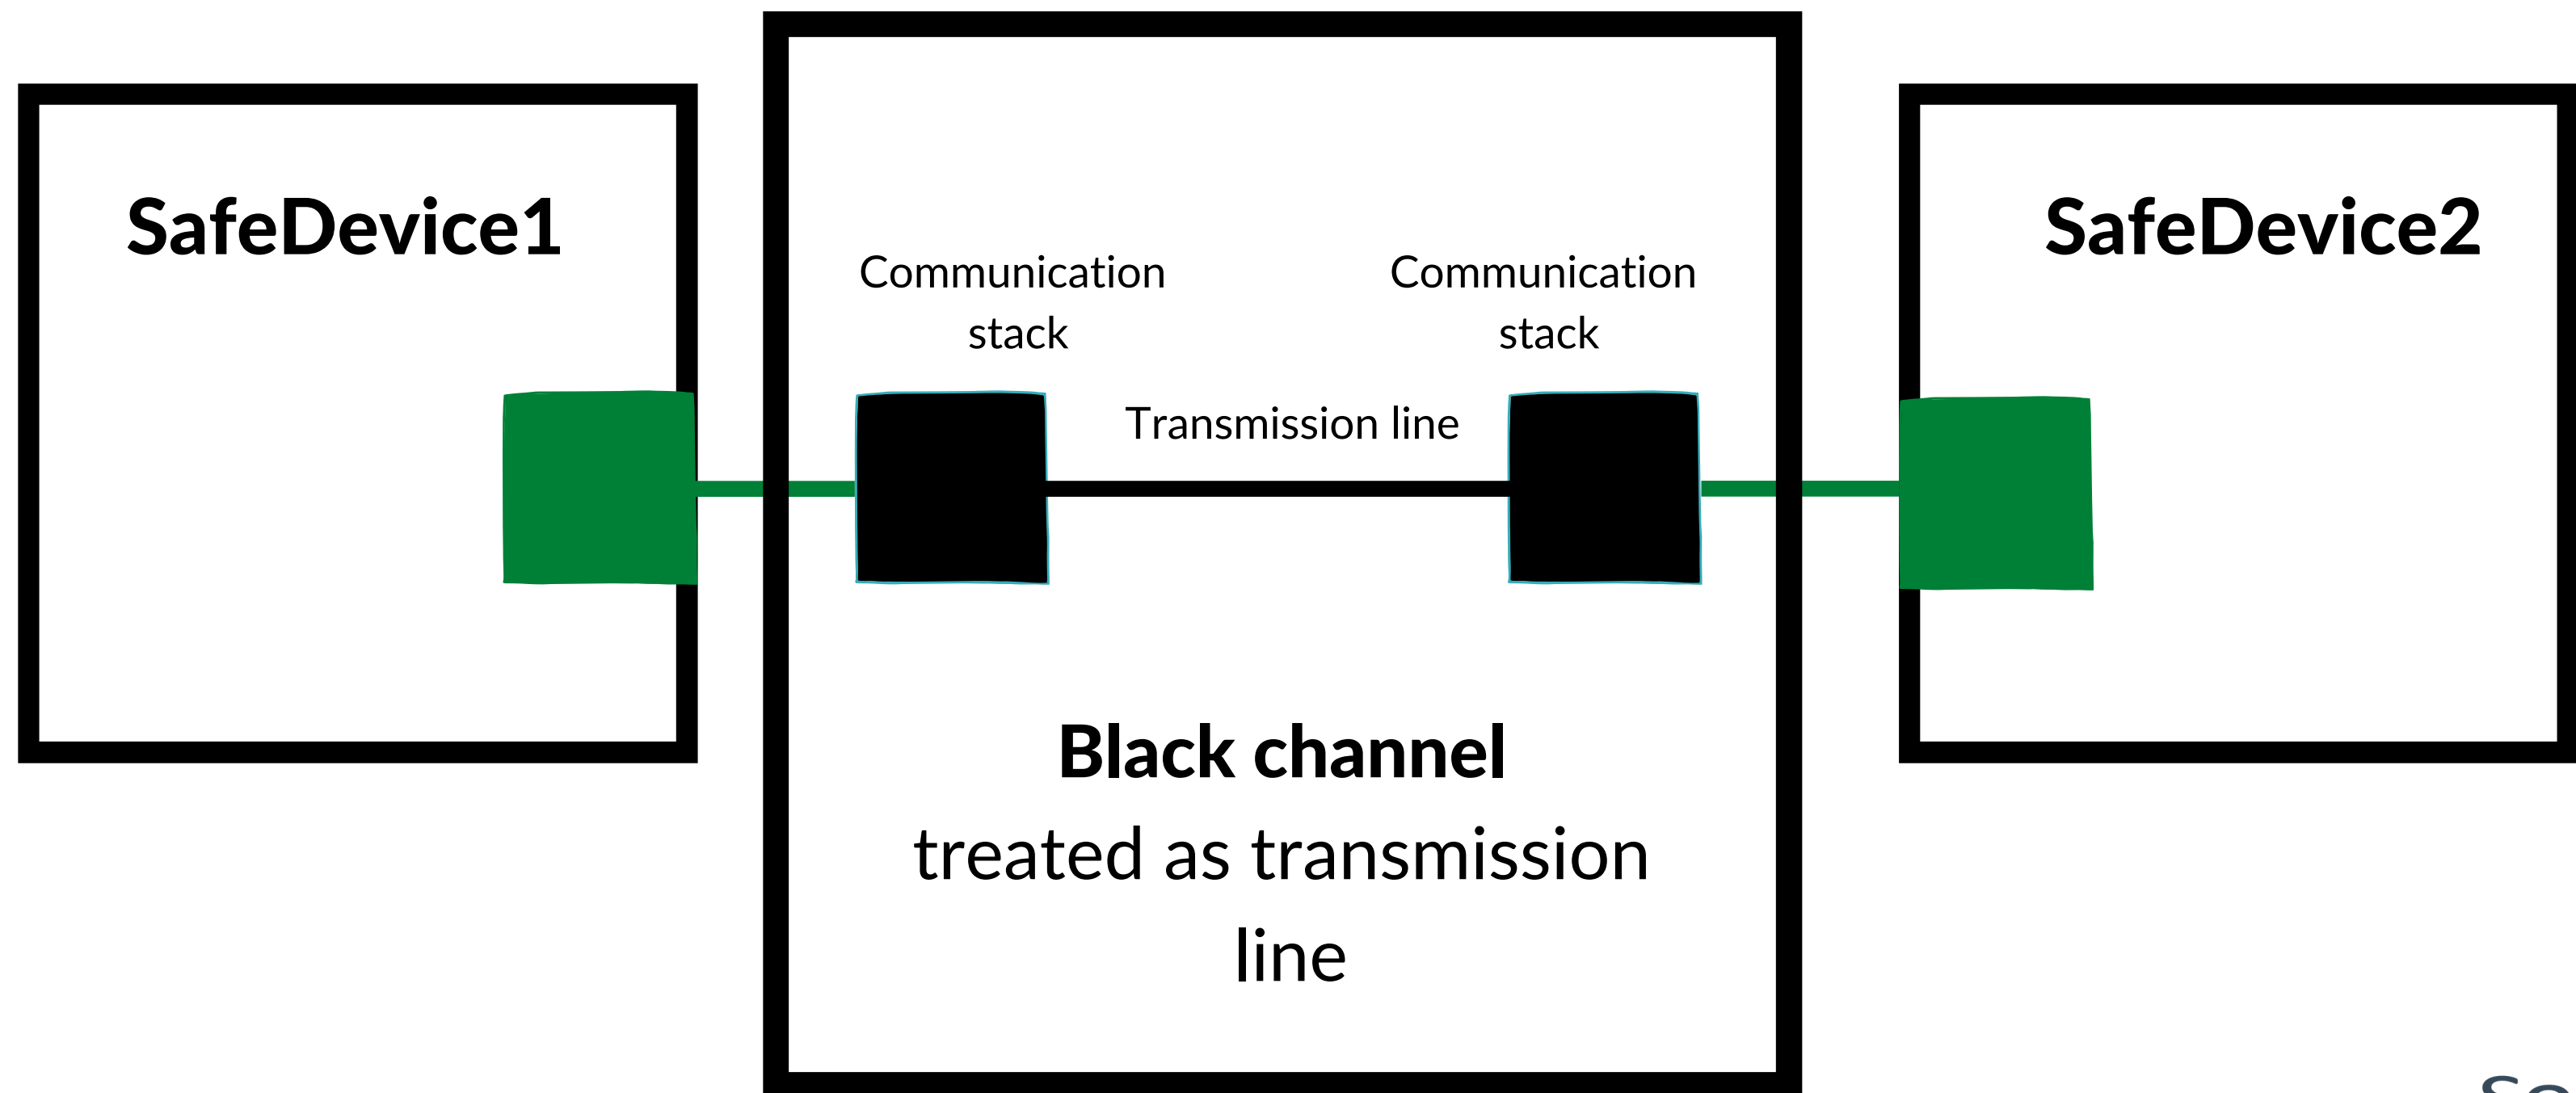 SafeDevice1
Communication
stack
Communication
stack
Transmission line
SafeDevice2
Black channel
treated as transmission
line